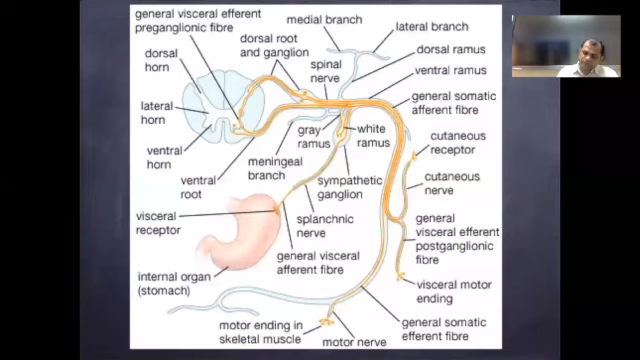 general visceral efferent
preganglionic fibre
medial branch
lateral branch
dorsal
horn
dorsal root
and ganglion
dorsal ramus
spinal
nerve
ventral ramus
lateral
horn
general somatic
afferent fibre
gray
ramus
white
ramus
cutaneous
receptor
ventral
horn
meningeal
branch
sympathetic
ganglion
cutaneous
nerve
ventral
root
visceral
receptor
splanchnic
nerve
general
visceral efferent
postganglionic
fibre
general visceral
afferent fibre
internal organ
(stomach)
visceral motor
ending
motor ending in
skeletal muscle
motor nerve
general somatic
efferent fibre